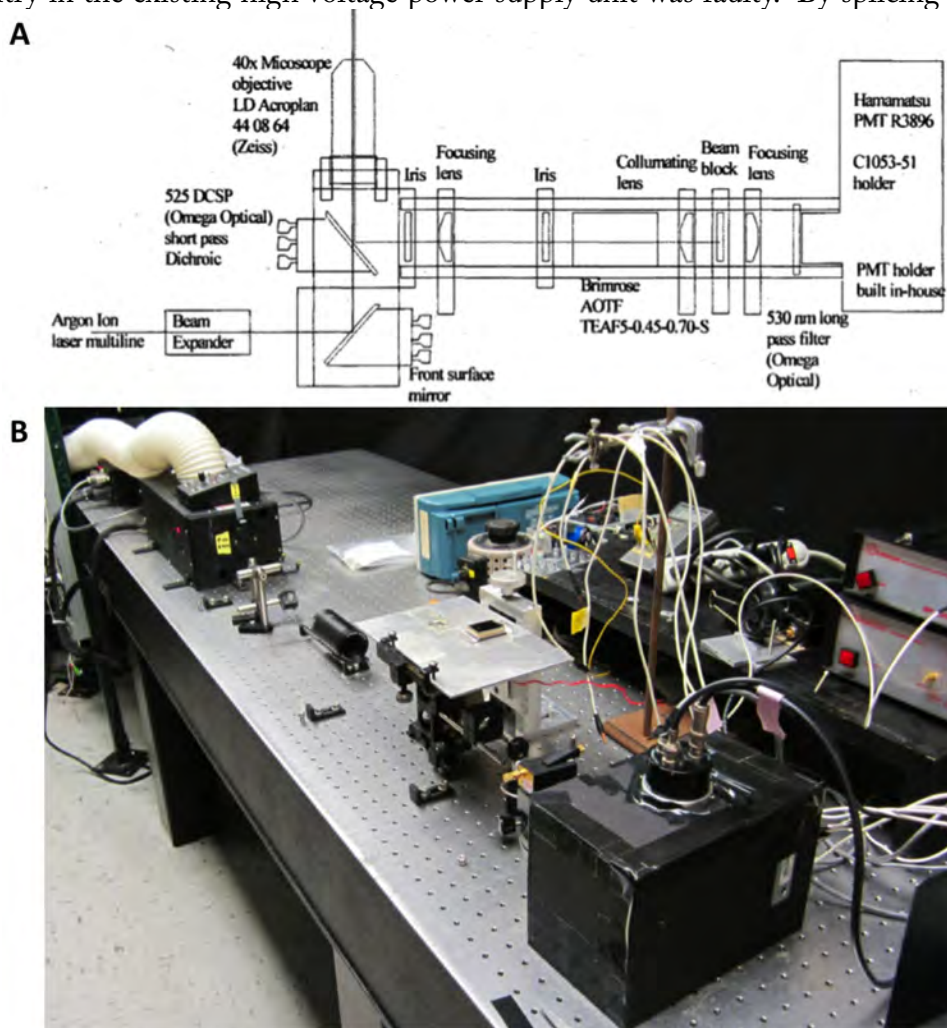 try in the existing high voltage power supply unit was faulty. By splicing
A
40x Micoscope
objective
LD Acroplan
44 08 64
(Zeiss)
Iris
Focusing
lens
Iris
Collumating
lens
Beam
block
Focusing
lens
Hamamatsu
PMT R3896
C1053-51
holder
525 DCSP
(Omega Optical)
short pass
Dichroic
PMT holder
built in-house
Brimrose
AOTF
TEAF5-0.45-0.70-S
Argon Ion
laser multiline
Beam
Expander
530 nm long
pass filter
(Omega
Optical)
Front surface
mirror
B